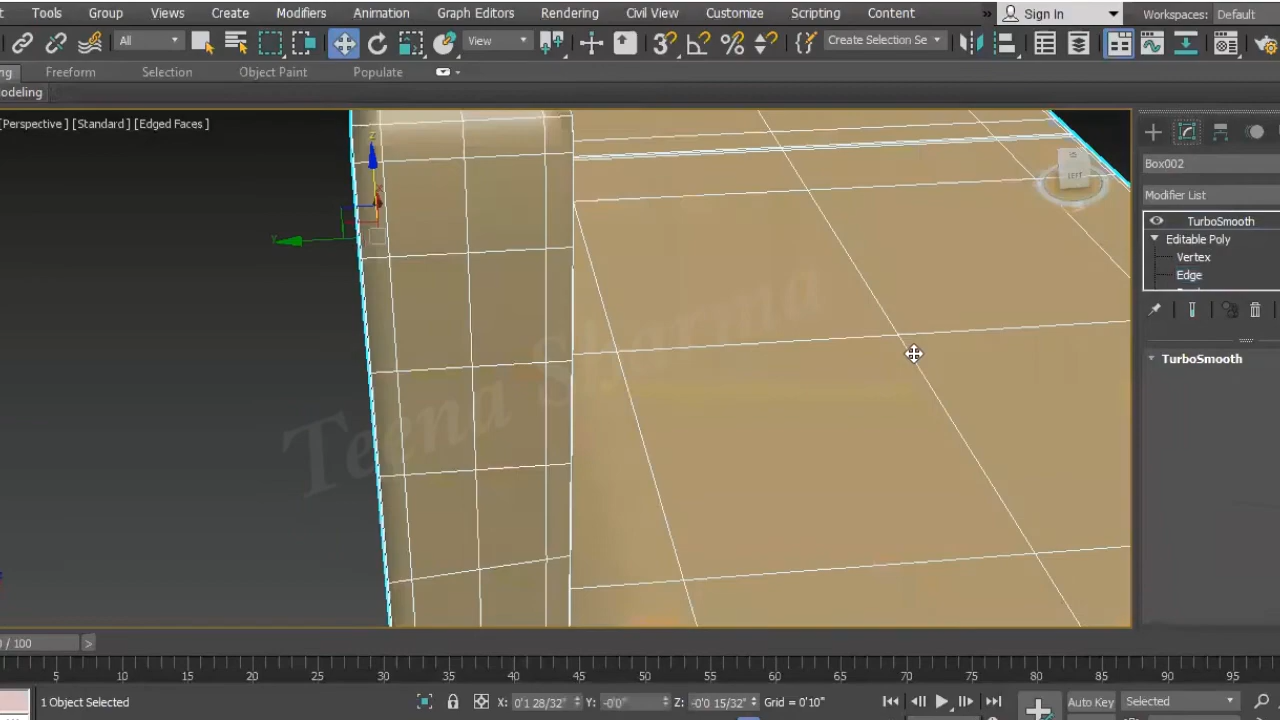 Tools Group Views Create Modifiers Animation Graph Editors Rendering Civil View Customize Scripting Content » Sign In Workspaces: Default
All View Create Selection Se
ng Freeform Selection Object Paint Populate
odeling
[Perspective ] [Standard ] [Edged Faces ]
z
x
y
LEFT
Teena Sharma
Box002
Modifier List
TurboSmooth
Editable Poly
Vertex
Edge
TurboSmooth
0 / 100 >
5 10 15 20 25 30 35 40 45 50 55 60 65 70 75 80 85 90 95
1 Object Selected X: 0'1 28/32" Y: -0'0" Z: -0'0 15/32" Grid = 0'10" Auto Key Selected